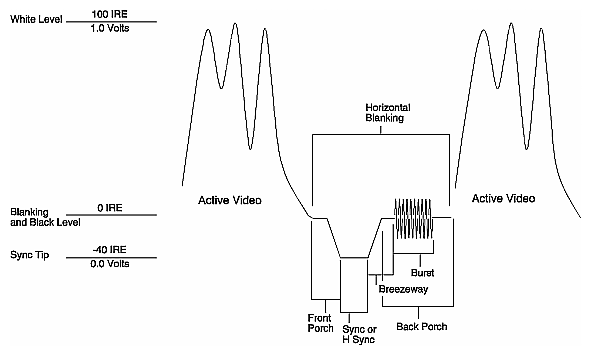 White Level
100 IRE
1.0 Volts
Horizontal
Blanking
Active Video
Active Video
Blanking
and Black Level
0 IRE
Sync Tip
-40 IRE
0.0 Volts
Burst
Breezeway
Front
Porch
Sync or
H Sync
Back Porch